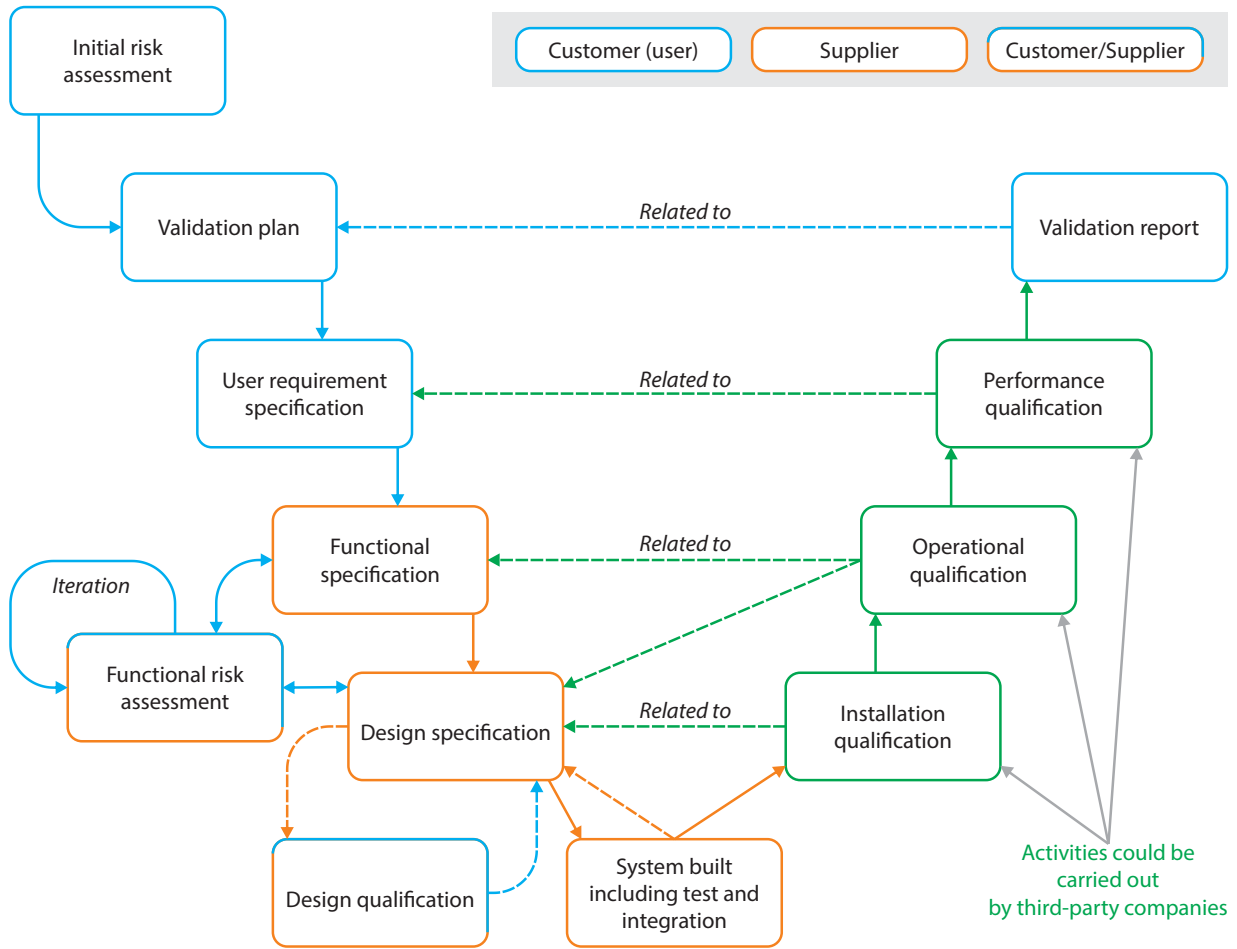 Initial risk
assessment
Customer (user)
Supplier
Customer/Supplier
Validation plan
Related to
Validation report
User requirement
specification
Related to
Performance
qualification
Functional
specification
Related to
Operational
qualification
Iteration
Functional risk
assessment
Design specification
Related to
Installation
qualification
Design qualification
System built
including test and
integration
Activities could be
carried out
by third-party companies